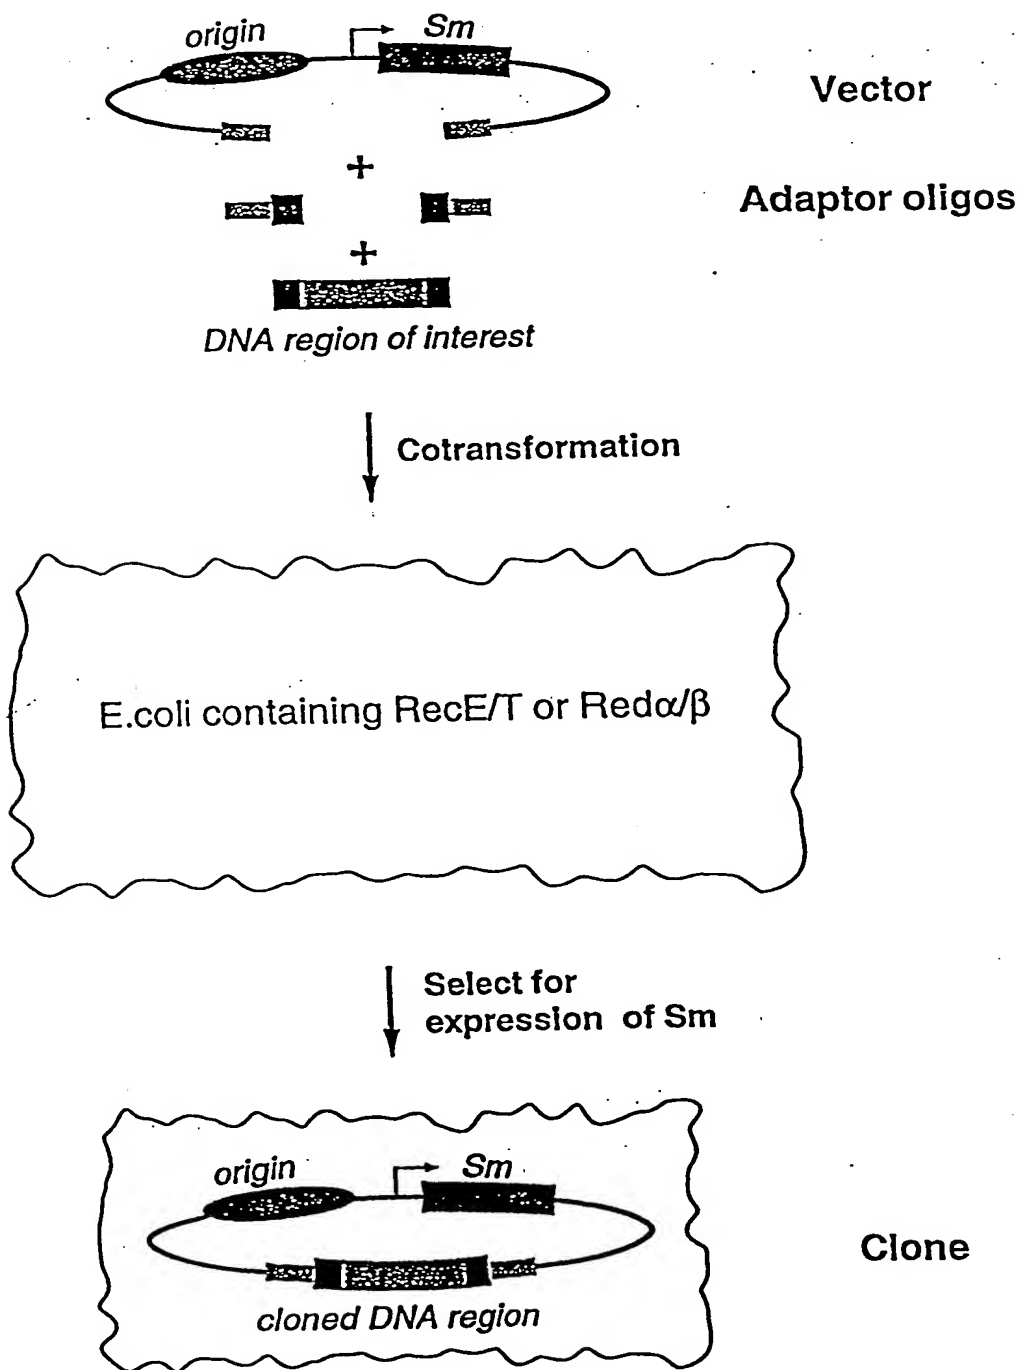 origin
Sm
Vector
+
Adaptor oligos
+
DNA region of interest
Cotransformation
E.coli containing RecE/T or Redα/β
Select for
expression of Sm
origin
Sm
Clone
cloned DNA region